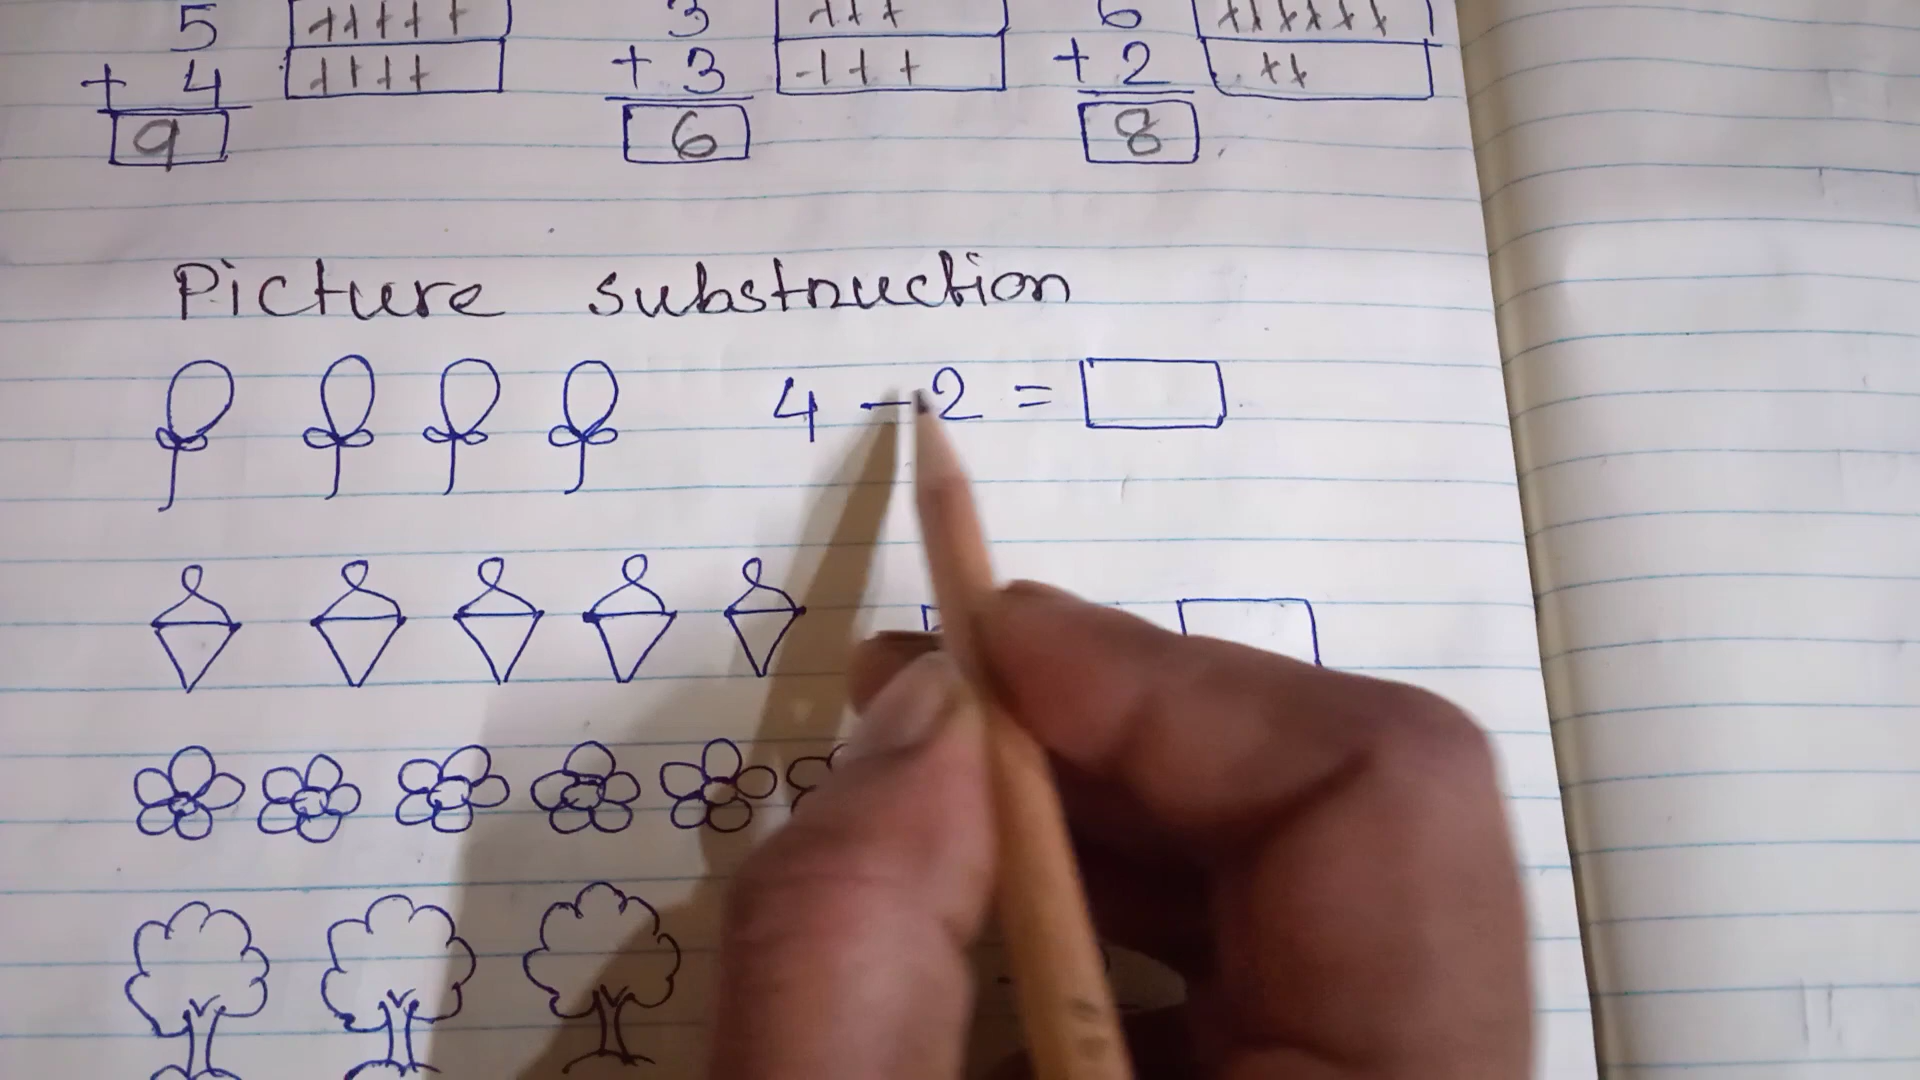 5 3 6
+ 4 + 3 + 2
9 6 8
Picture substruction
4 - 2 =